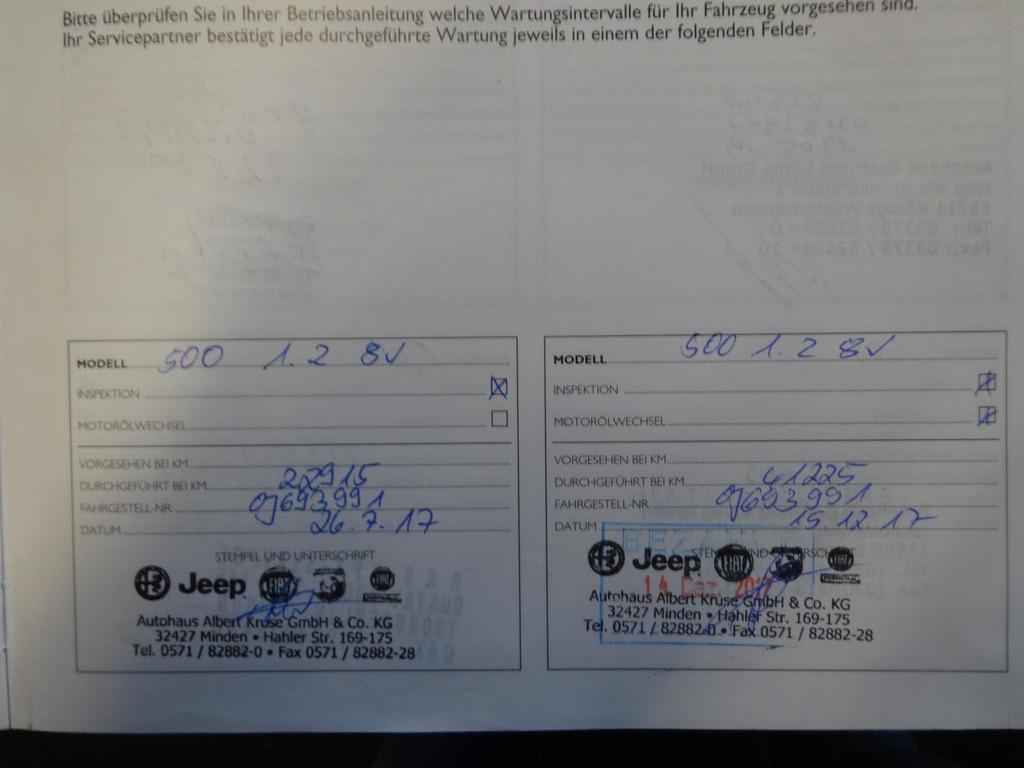 Bitte überprüfen Sie in Ihrer Betriebsanleitung welche Wartungsintervalle für Ihr Fahrzeug vorgesehen sind.
Ihr Servicepartner bestätigt jede durchgeführte Wartung jeweils in einem der folgenden Felder.
MODELL 500 1.2 8V
INSPEKTION
MOTORÖLWECHSEL
VORGESEHEN BEI KM
DURCHGEFÜHRT BEI KM 22915
FAHRGESTELL-NR. 0J693991
DATUM 26.7.17
STEMPEL UND UNTERSCHRIFT
Jeep FIAT
Autohaus Albert Kruse GmbH & Co. KG
32427 Minden • Hahler Str. 169-175
Tel. 0571 / 82882-0 • Fax 0571 / 82882-28
MODELL 500 1.2 8V
INSPEKTION
MOTORÖLWECHSEL
VORGESEHEN BEI KM
DURCHGEFÜHRT BEI KM 41225
FAHRGESTELL-NR. 0J693991
DATUM 15.12.17
Jeep FIAT
14. Dez.
Autohaus Albert Kruse GmbH & Co. KG
32427 Minden • Hahler Str. 169-175
Tel. 0571 / 82882-0 • Fax 0571 / 82882-28